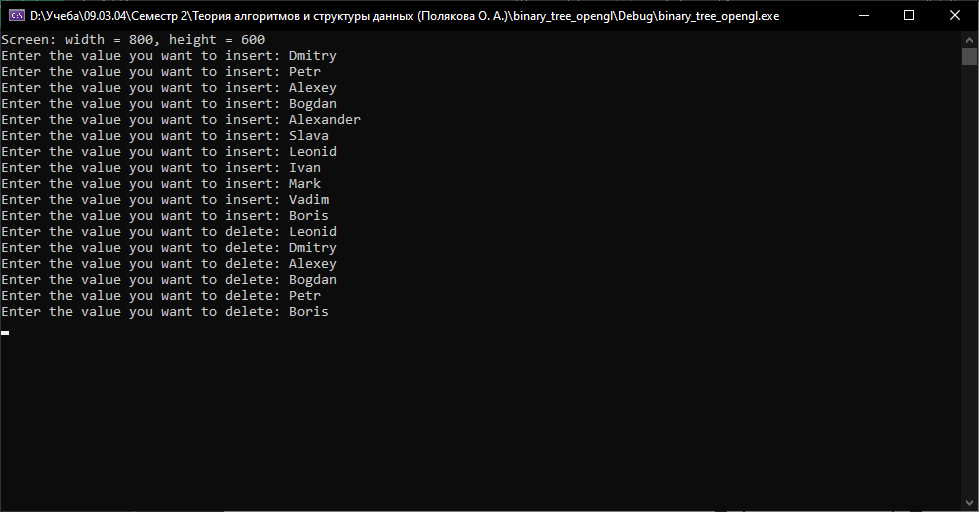 D:\Учеба\09.03.04\Семестр 2\Теория алгоритмов и структуры данных (Полякова О. А.)\binary_tree_opengl\Debug\binary_tree_opengl.exe
Screen: width = 800, height = 600
Enter the value you want to insert: Dmitry
Enter the value you want to insert: Petr
Enter the value you want to insert: Alexey
Enter the value you want to insert: Bogdan
Enter the value you want to insert: Alexander
Enter the value you want to insert: Slava
Enter the value you want to insert: Leonid
Enter the value you want to insert: Ivan
Enter the value you want to insert: Mark
Enter the value you want to insert: Vadim
Enter the value you want to insert: Boris
Enter the value you want to delete: Leonid
Enter the value you want to delete: Dmitry
Enter the value you want to delete: Alexey
Enter the value you want to delete: Bogdan
Enter the value you want to delete: Petr
Enter the value you want to delete: Boris